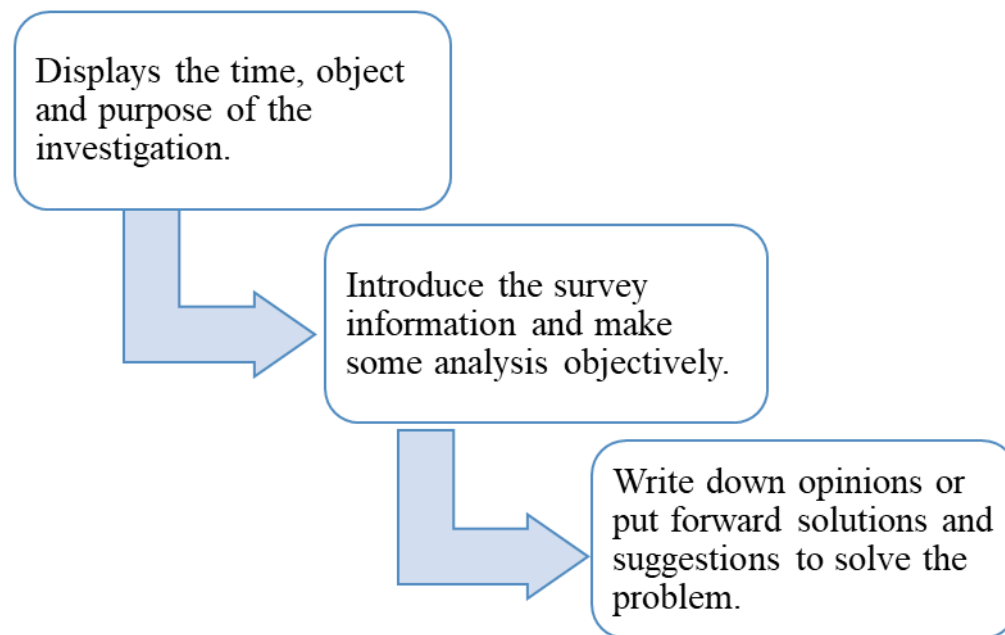 Displays the time, object
and purpose of the
investigation.
Introduce the survey
information and make
some analysis objectively.
Write down opinions or
put forward solutions and
suggestions to solve the
problem.